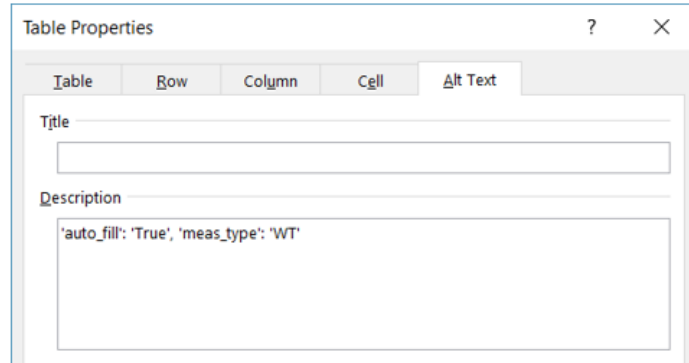 Table Properties ? ×
Table Row Column Cell Alt Text
Title
Description
'auto_fill': 'True', 'meas_type': 'WT'